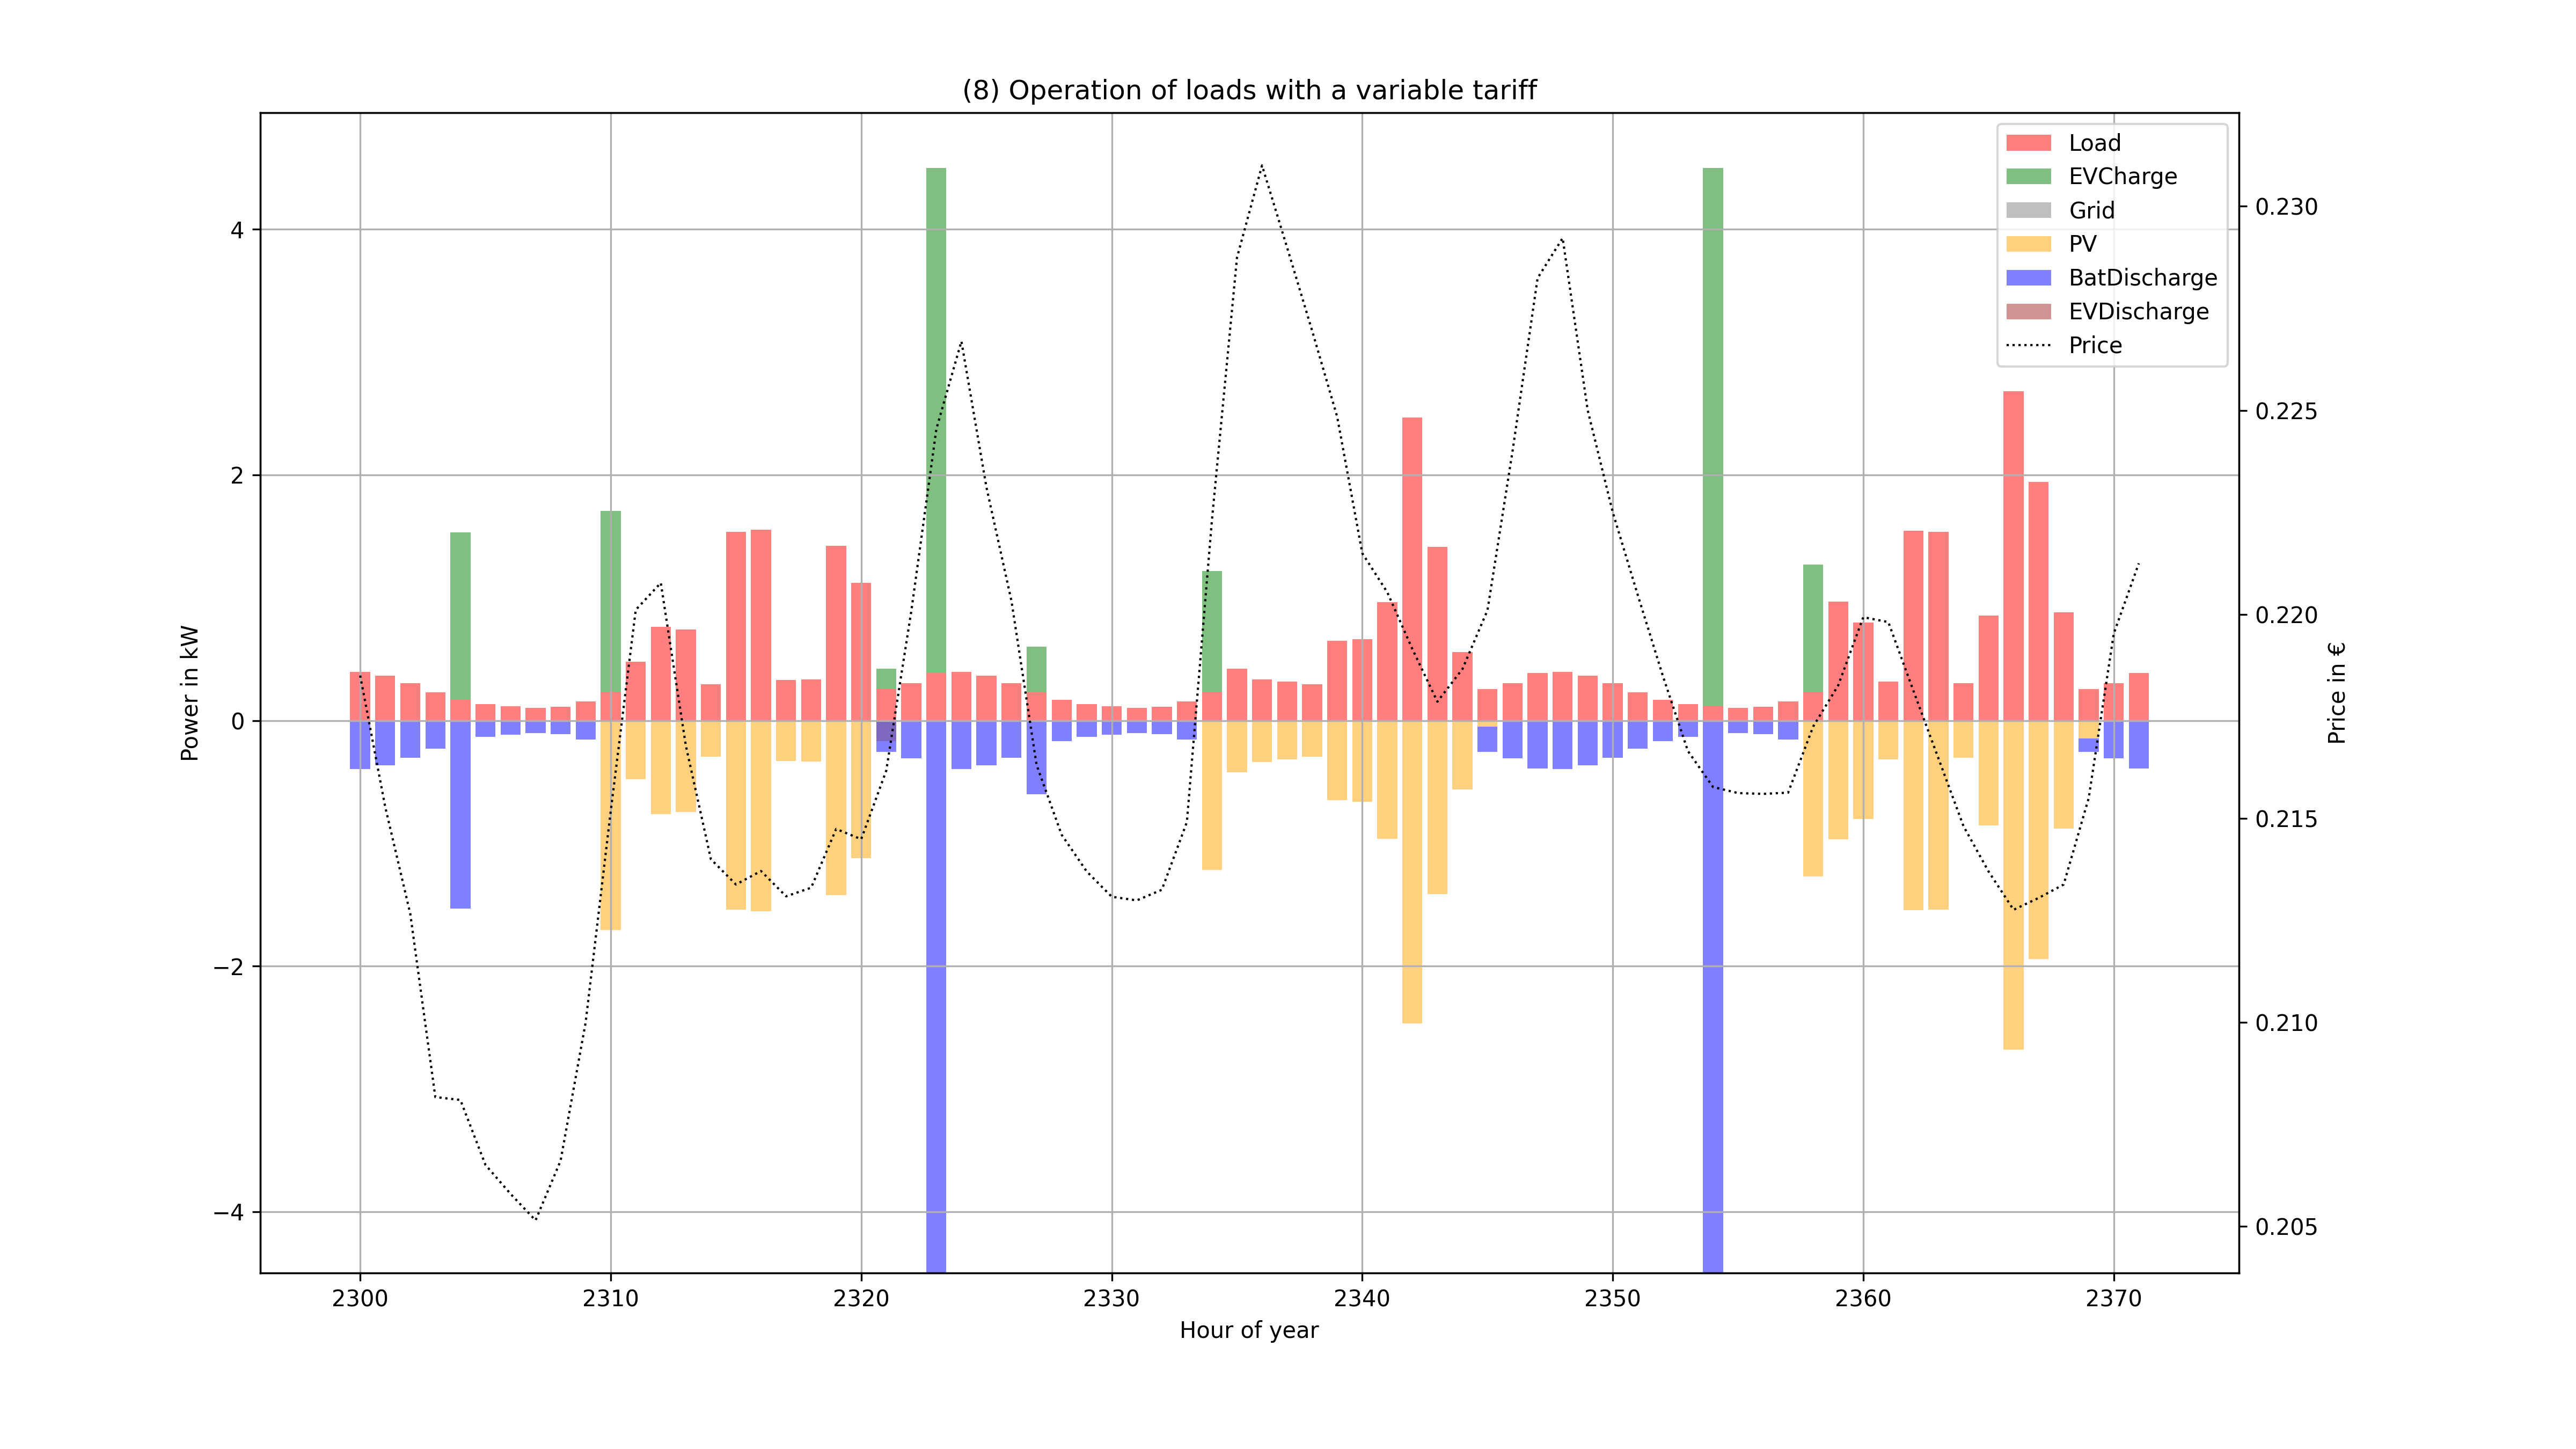 (8) Operation of loads with a variable tariff
Load
EVCharge
Grid
PV
BatDischarge
EVDischarge
Price
4
2
0
−2
−4
Power in kW
0.230
0.225
0.220
0.215
0.210
0.205
Price in €
2300 2310 2320 2330 2340 2350 2360 2370
Hour of year